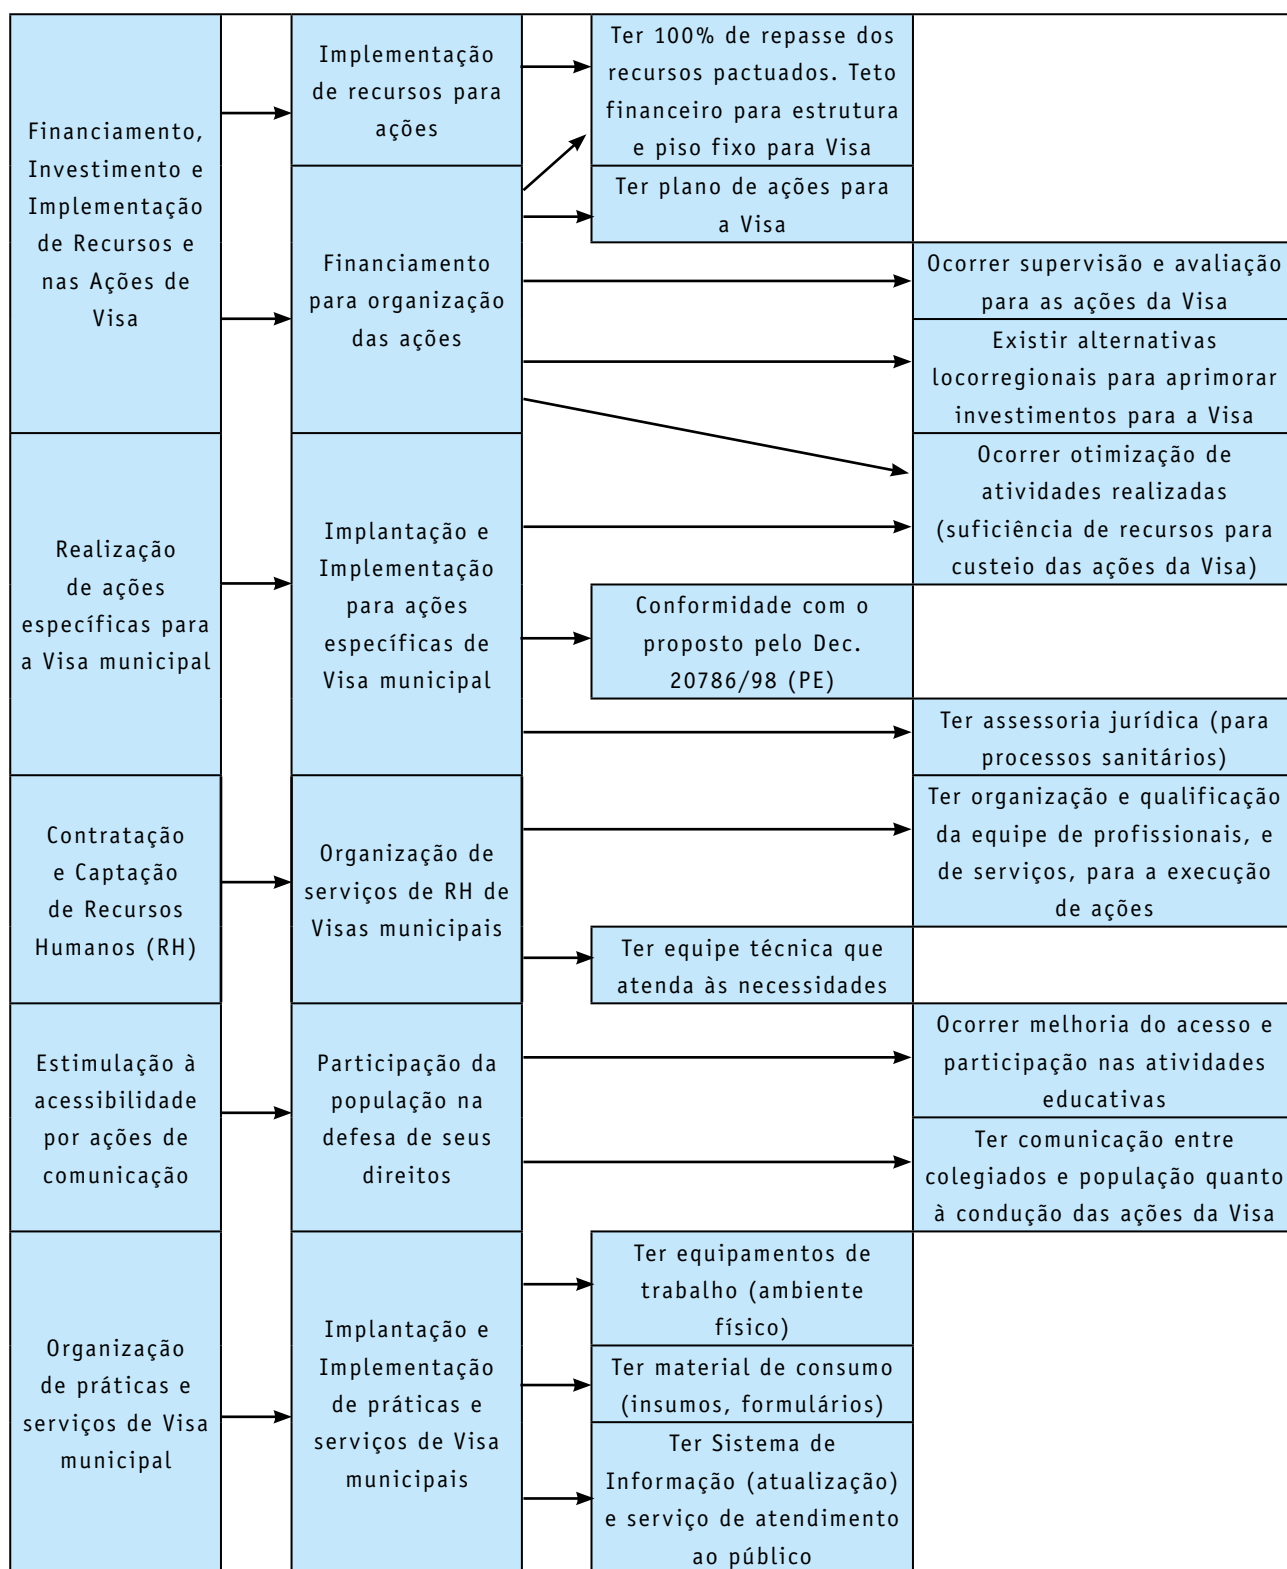 Financiamento,
Investimento e
Implementação
de Recursos e
nas Ações de
Visa
Implementação
de recursos para
ações
Ter 100% de repasse dos
recursos pactuados. Teto
financeiro para estrutura
e piso fixo para Visa
Financiamento
para organização
das ações
Ter plano de ações para
a Visa
Ocorrer supervisão e avaliação
para as ações da Visa
Existir alternativas
locorregionais para aprimorar
investimentos para a Visa
Ocorrer otimização de
atividades realizadas
(suficiência de recursos para
custeio das ações da Visa)
Realização
de ações
específicas para
a Visa municipal
Implantação e
Implementação
para ações
específicas de
Visa municipal
Conformidade com o
proposto pelo Dec.
20786/98 (PE)
Ter assessoria jurídica (para
processos sanitários)
Contratação
e Captação
de Recursos
Humanos (RH)
Organização de
serviços de RH de
Visas municipais
Ter organização e qualificação
da equipe de profissionais, e
de serviços, para a execução
de ações
Ter equipe técnica que
atenda às necessidades
Estimulação à
acessibilidade
por ações de
comunicação
Participação da
população na
defesa de seus
direitos
Ocorrer melhoria do acesso e
participação nas atividades
educativas
Ter comunicação entre
colegiados e população quanto
à condução das ações da Visa
Organização
de práticas e
serviços de Visa
municipal
Implantação e
Implementação
de práticas e
serviços de Visa
municipais
Ter equipamentos de
trabalho (ambiente
físico)
Ter material de consumo
(insumos, formulários)
Ter Sistema de
Informação (atualização)
e serviço de atendimento
ao público